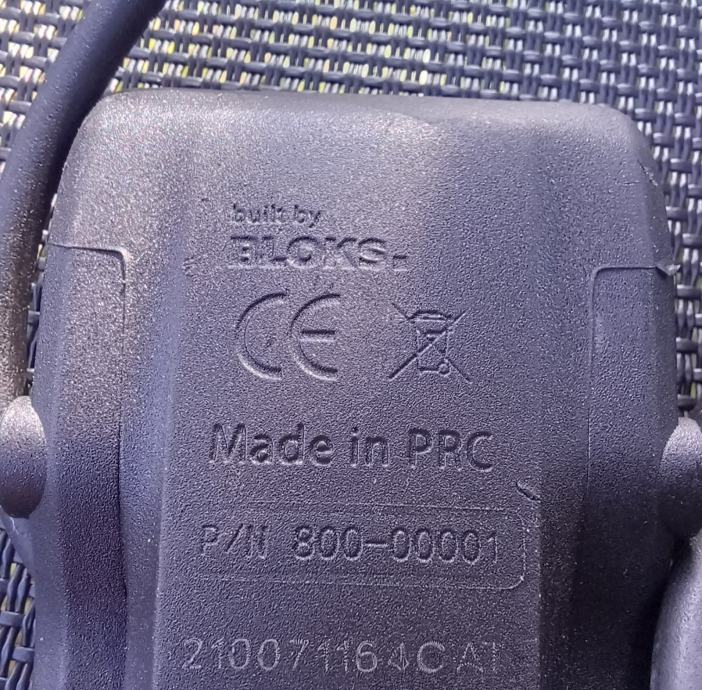 built by
BLOKS.
CE
Made in PRC
P/N 800-00001